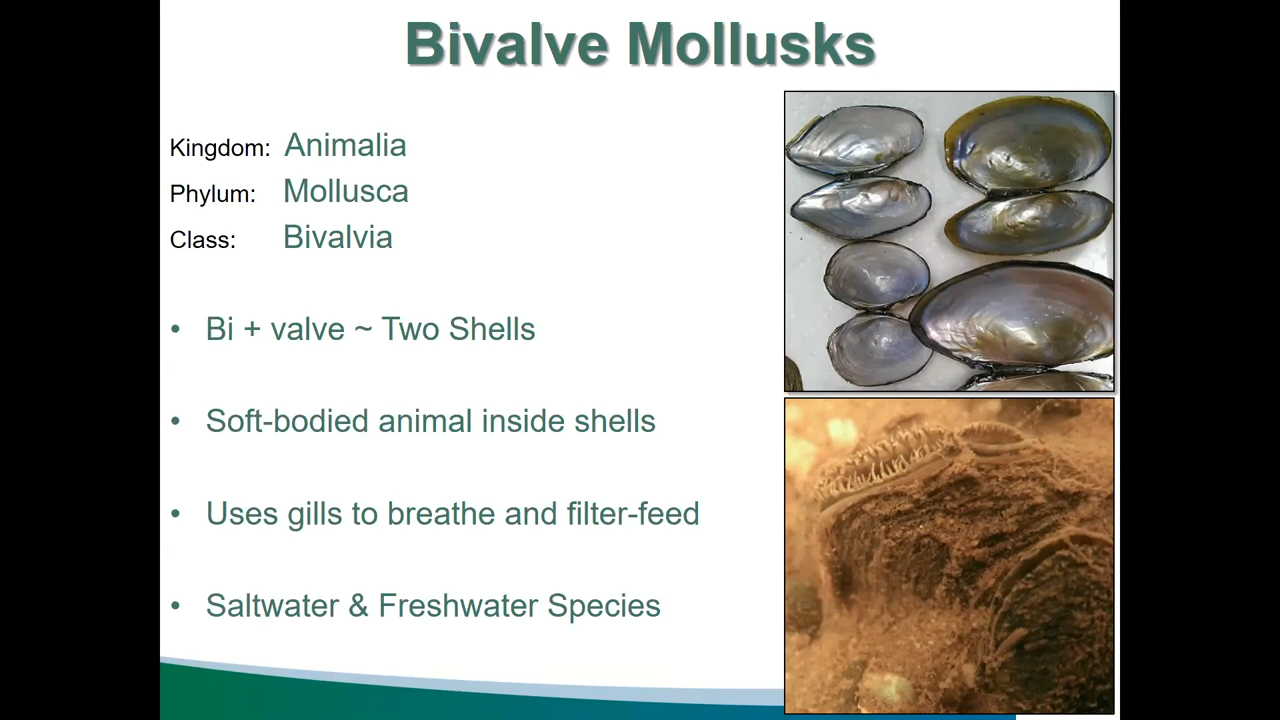 Bivalve Mollusks
Kingdom: Animalia
Phylum: Mollusca
Class: Bivalvia
• Bi + valve ~ Two Shells
• Soft-bodied animal inside shells
• Uses gills to breathe and filter-feed
• Saltwater & Freshwater Species